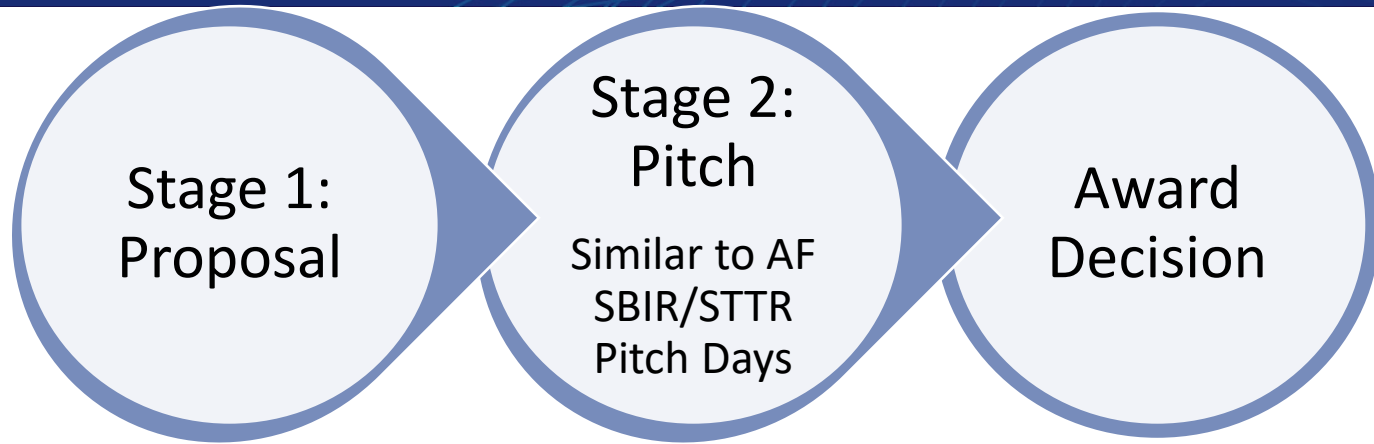 Stage 1:
Proposal
Stage 2:
Pitch
Similar to AF
SBIR/STTR
Pitch Days
Award
Decision